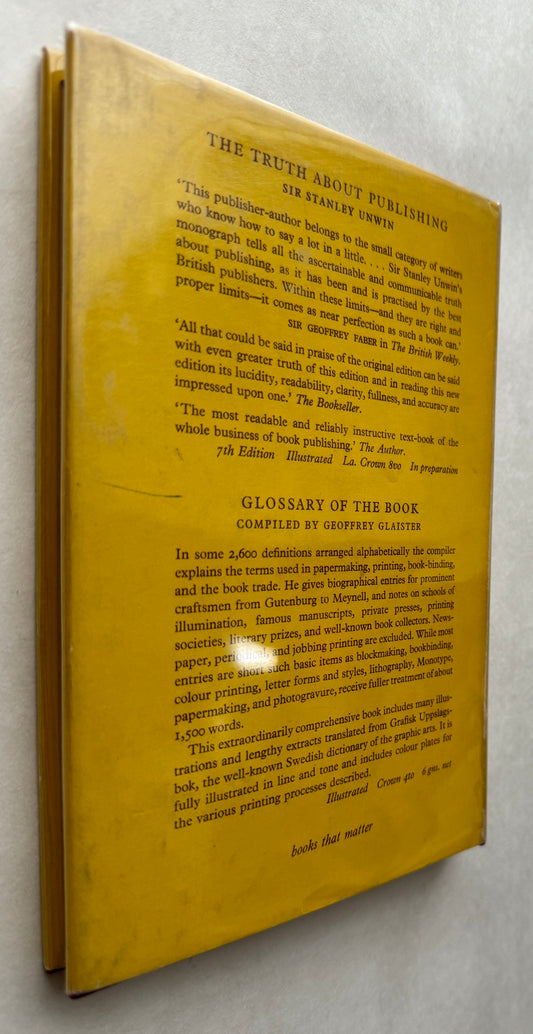 THE TRUTH ABOUT PUBLISHING
SIR STANLEY UNWIN
‘This publisher-author belongs to the small category of writers
who know how to say a lot in a little. . . . Sir Stanley Unwin’s
monograph tells all the ascertainable and communicable truth
about publishing, as it has been and is practised by the best
British publishers. Within these limits—and they are right and
proper limits—it comes as near perfection as such a book can.’
SIR GEOFFREY FABER in The British Weekly.
‘All that could be said in praise of the original edition can be said
with even greater truth of this edition and in reading this new
edition its lucidity, readability, clarity, fullness, and accuracy are
impressed upon one.’ The Bookseller.
‘The most readable and reliably instructive text-book of the
whole business of book publishing.’ The Author.
7th Edition Illustrated La. Crown 8vo In preparation
GLOSSARY OF THE BOOK
COMPILED BY GEOFFREY GLAISTER
In some 2,600 definitions arranged alphabetically the compiler
explains the terms used in papermaking, printing, book-binding,
and the book trade. He gives biographical entries for prominent
craftsmen from Gutenburg to Meynell, and notes on schools of
illumination, famous manuscripts, private presses, printing
societies, literary prizes, and well-known book collectors. News-
paper, periodical, and jobbing printing are excluded. While most
entries are short such basic items as blockmaking, bookbinding,
colour printing, letter forms and styles, lithography, Monotype,
papermaking, and photogravure, receive fuller treatment of about
1,500 words.
This extraordinarily comprehensive book includes many illus-
trations and lengthy extracts translated from Grafisk Uppslags-
bok, the well-known Swedish dictionary of the graphic arts. It is
fully illustrated in line and tone and includes colour plates for
the various printing processes described.
Illustrated Crown 4to 6 gns. net
books that matter